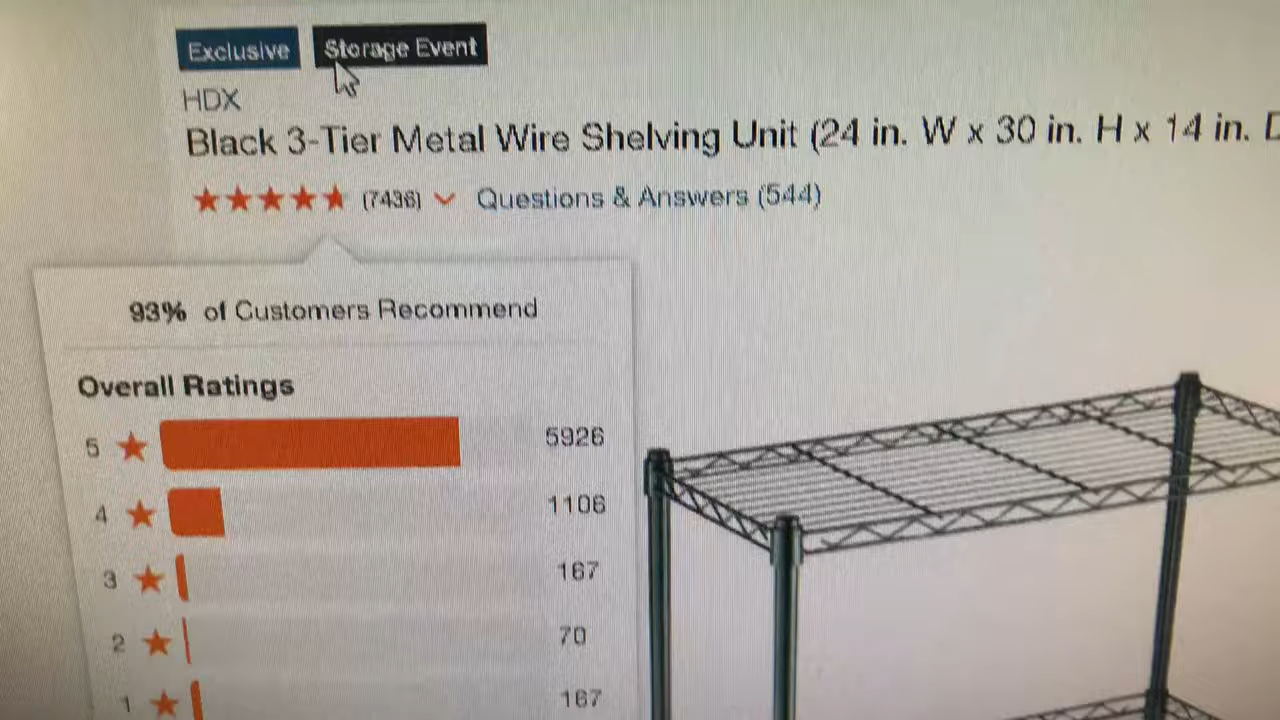 Exclusive Storage Event
HDX
Black 3-Tier Metal Wire Shelving Unit (24 in. W x 30 in. H x 14 in. D
(7436) Questions & Answers (544)
93% of Customers Recommend
Overall Ratings
5 5926
4 1106
3 167
2 70
1 167